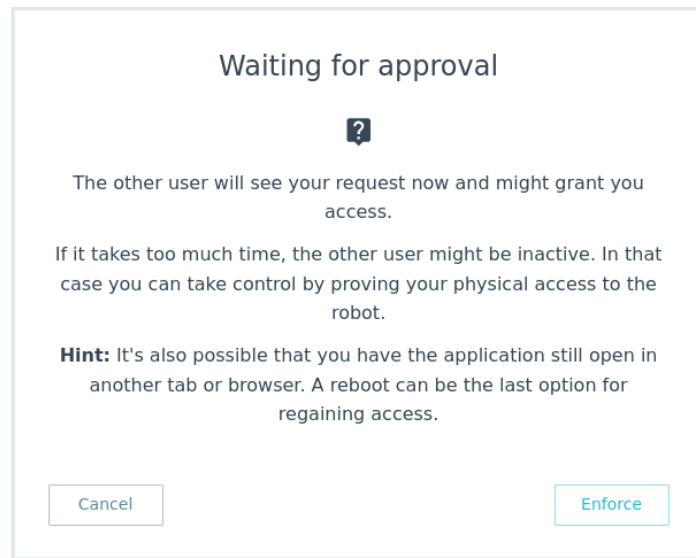 Waiting for approval
?
The other user will see your request now and might grant you
access.
If it takes too much time, the other user might be inactive. In that
case you can take control by proving your physical access to the
robot.
Hint: It's also possible that you have the application still open in
another tab or browser. A reboot can be the last option for
regaining access.
Cancel
Enforce